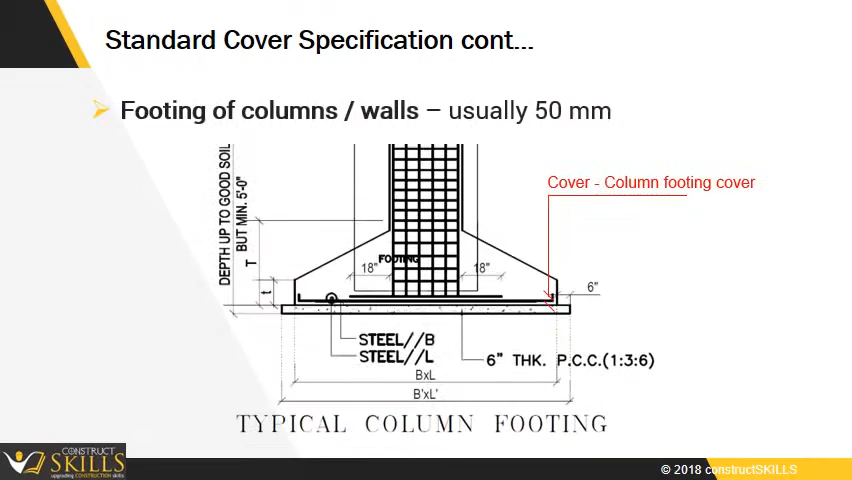 Standard Cover Specification cont...
Footing of columns / walls – usually 50 mm
Cover - Column footing cover
DEPTH UP TO GOOD SOIL
BUT MIN. 5'-0"
T
t
FOOTING
18"
18"
6"
STEEL//B
STEEL//L
6" THK. P.C.C.(1:3:6)
BxL
B'xL'
TYPICAL COLUMN FOOTING
CONSTRUCT
SKILLS
upgrading CONSTRUCTION skills
© 2018 constructSKILLS